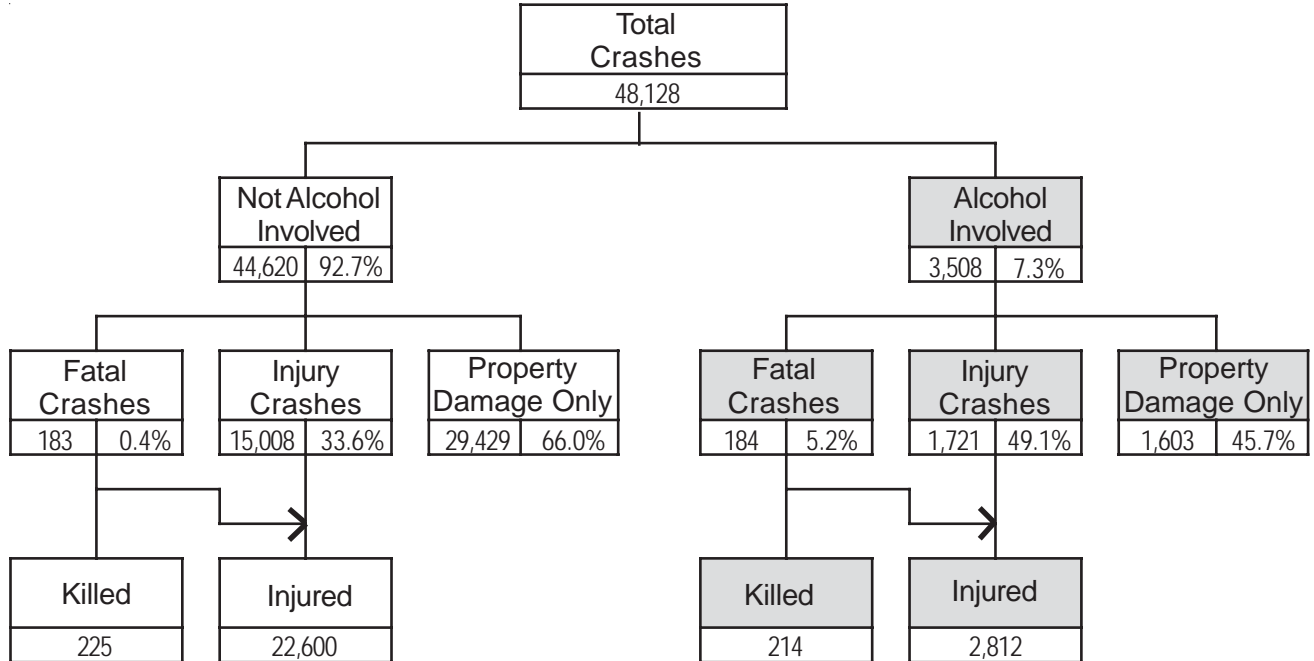 Total
Crashes
48,128
Not Alcohol
Involved
44,620 92.7%
Alcohol
Involved
3,508 7.3%
Fatal
Crashes
183 0.4%
Injury
Crashes
15,008 33.6%
Property
Damage Only
29,429 66.0%
Fatal
Crashes
184 5.2%
Injury
Crashes
1,721 49.1%
Property
Damage Only
1,603 45.7%
Killed
225
Injured
22,600
Killed
214
Injured
2,812